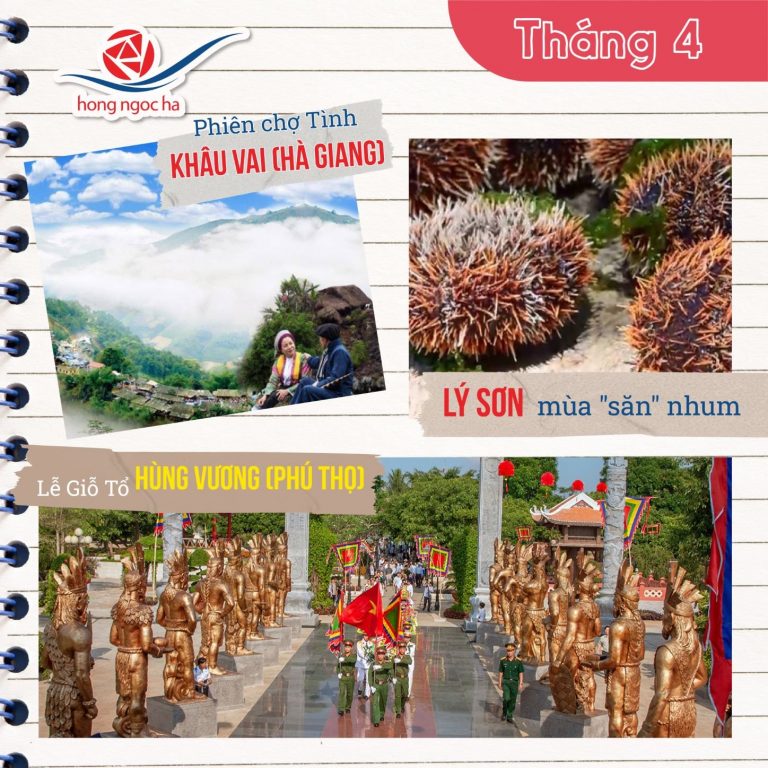 hong ngoc ha
Tháng 4
Phiên chợ Tình
KHÂU VAI (HÀ GIANG)
LÝ SƠN mùa "săn" nhum
Lễ Giỗ Tổ HÙNG VƯƠNG (PHÚ THỌ)